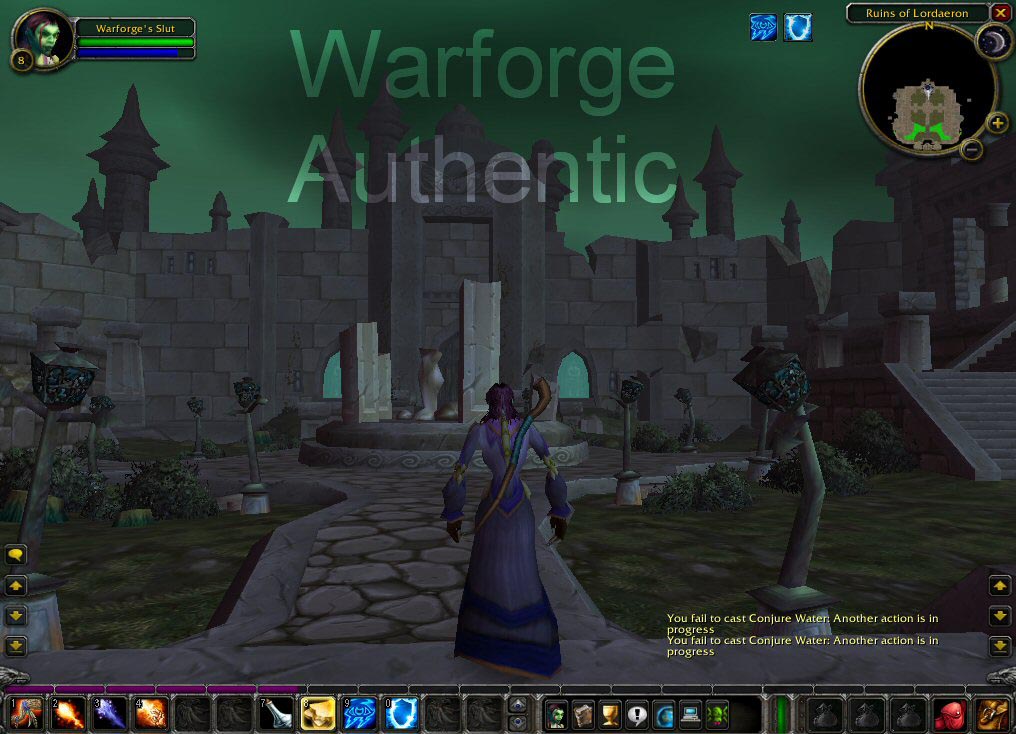 Warforge's Slut
8
Ruins of Lordaeron
N
Warforge
Authentic
You fail to cast Conjure Water: Another action is in
progress
You fail to cast Conjure Water: Another action is in
progress
1
2
3
4
7
8
9
0